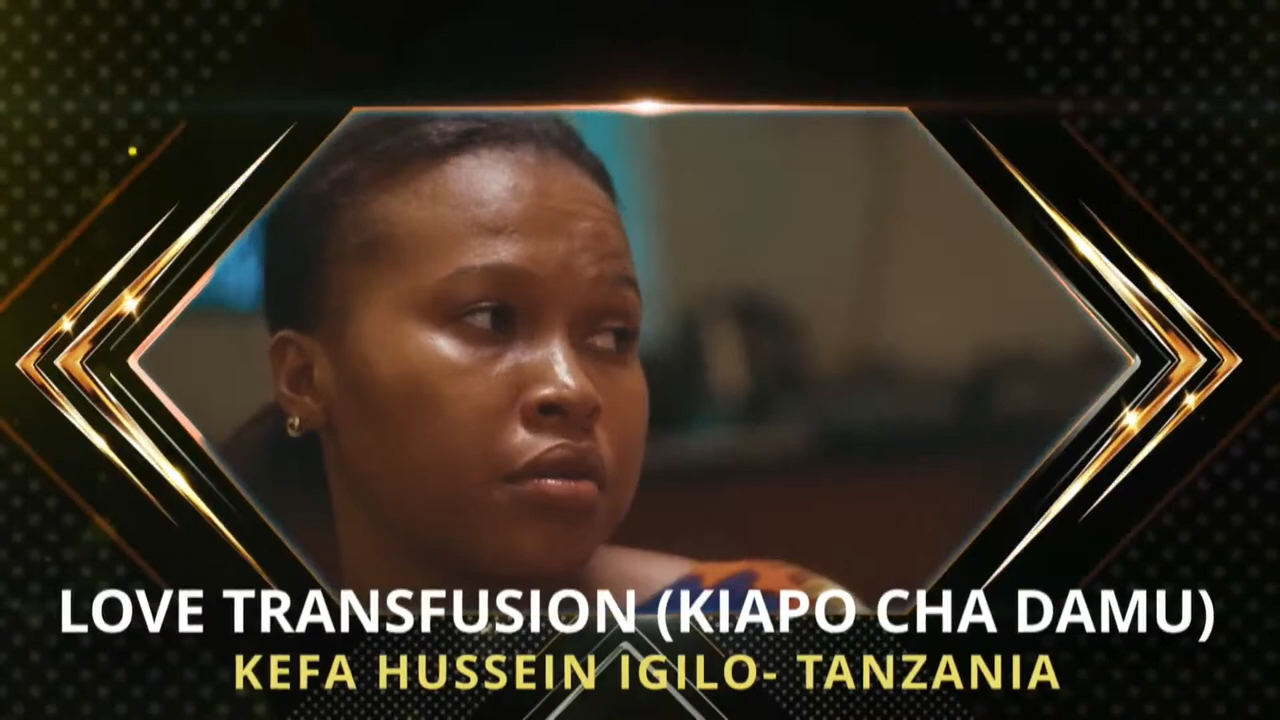 LOVE TRANSFUSION (KIAPO CHA DAMU)
KEFA HUSSEIN IGILO- TANZANIA